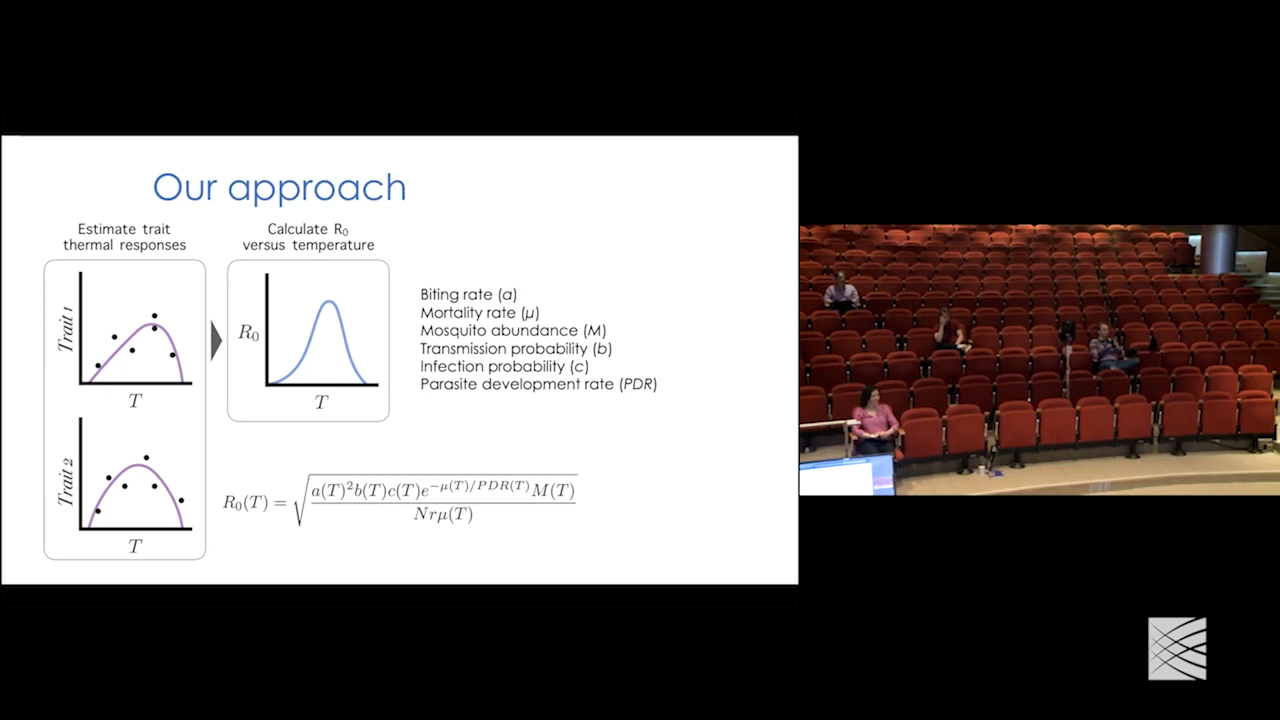 Our approach
Estimate trait
thermal responses
Calculate R₀
versus temperature
Trait 1
T
R₀
T
Biting rate (a)
Mortality rate (μ)
Mosquito abundance (M)
Transmission probability (b)
Infection probability (c)
Parasite development rate (PDR)
Trait 2
T
R₀(T) = √(a(T)²b(T)c(T)e^(−μ(T)/PDR(T))M(T) / Nrμ(T))